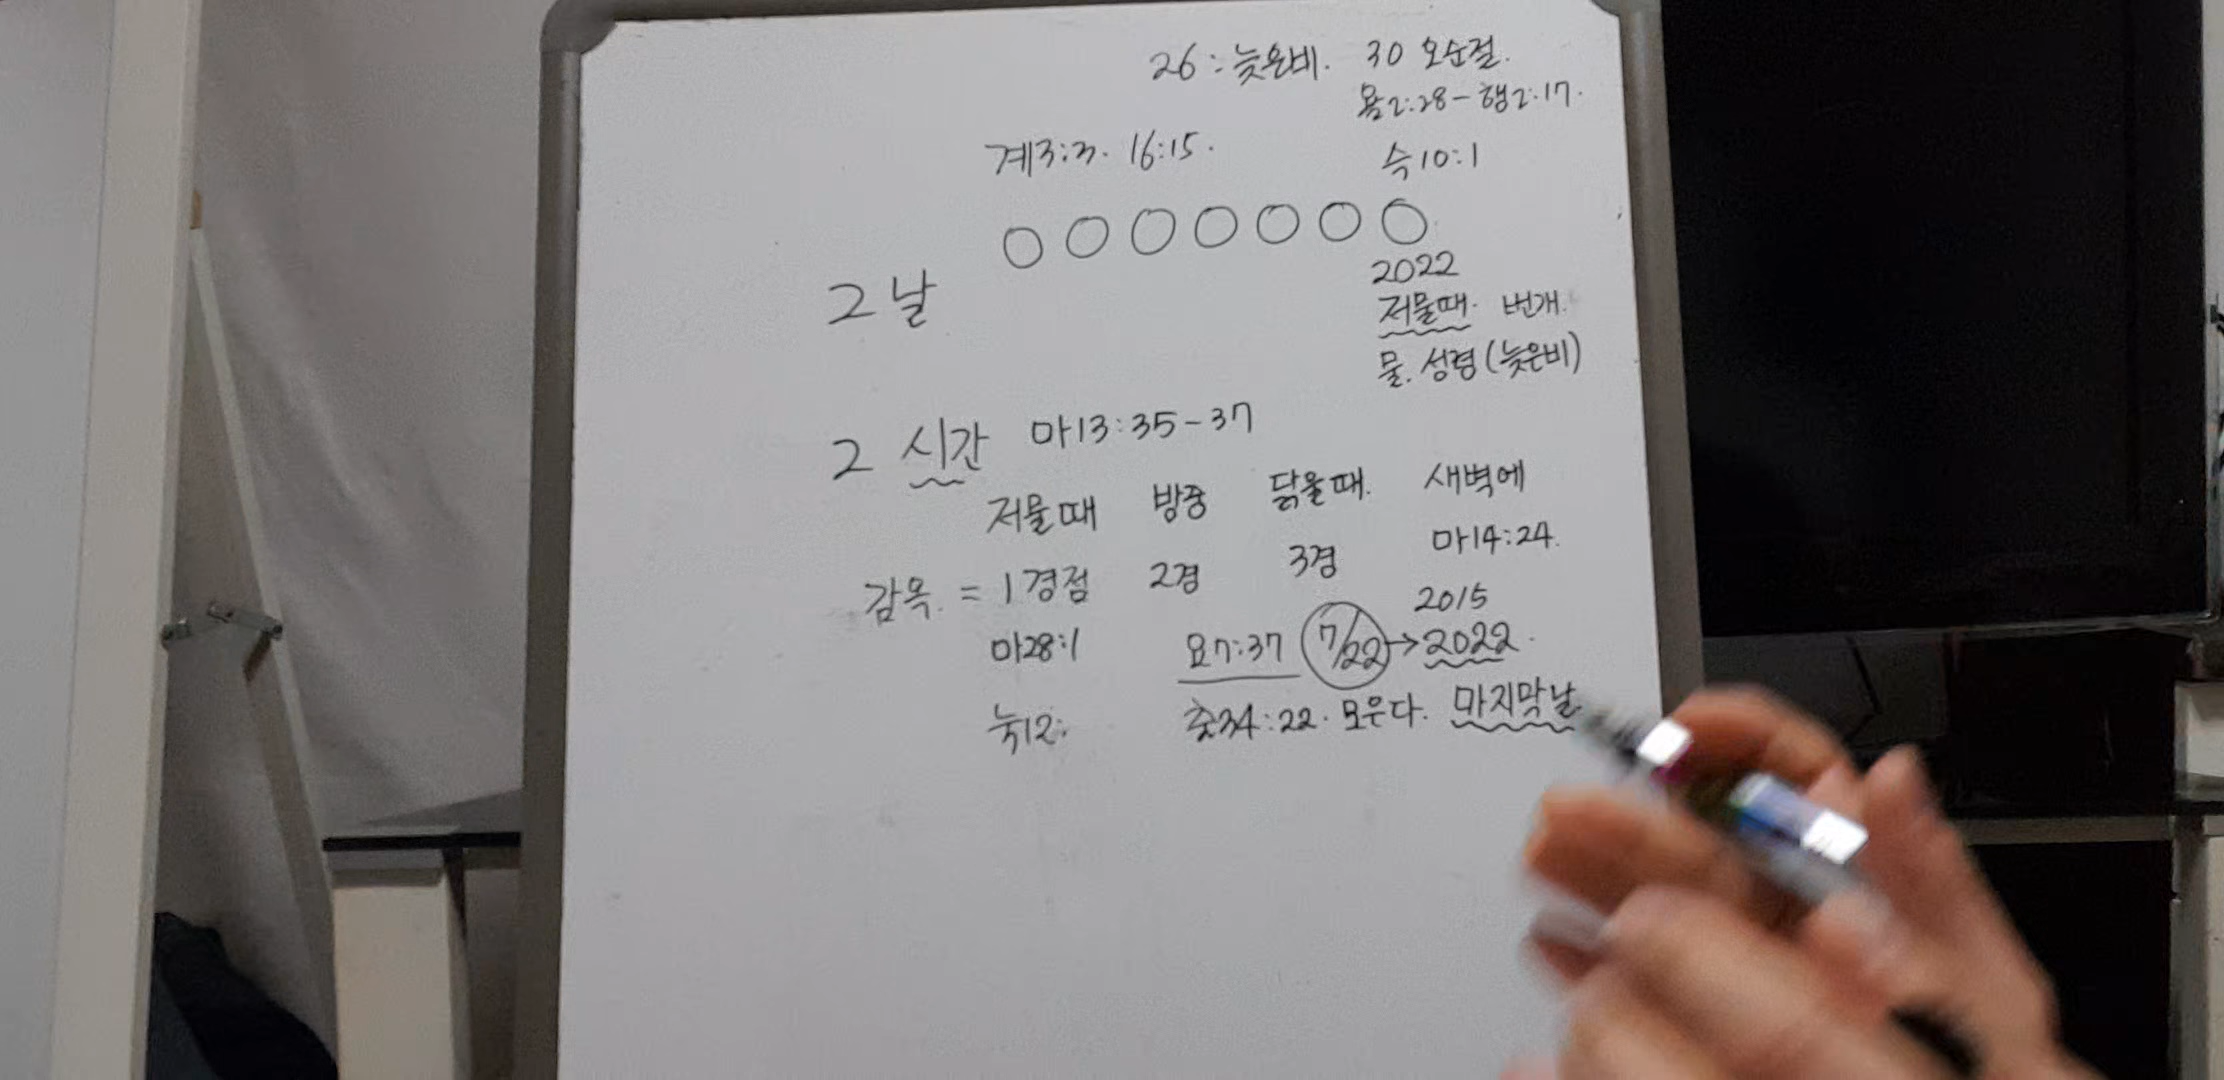 26 : 늦은비. 30 오순절.
욜2:28 - 행2:17.
계3:3. 16:15.
슥10:1
2022
그 날
저물때. 번개.
물. 성령 (늦은비)
그 시간 마13:35-37
저물때 밤중 닭울때. 새벽에
마14:24.
감옥. = 1경점 2경 3경
2015
마28:1 요7:37 7/22 → 2022.
눅12: 출34:22. 모은다. 마지막날.